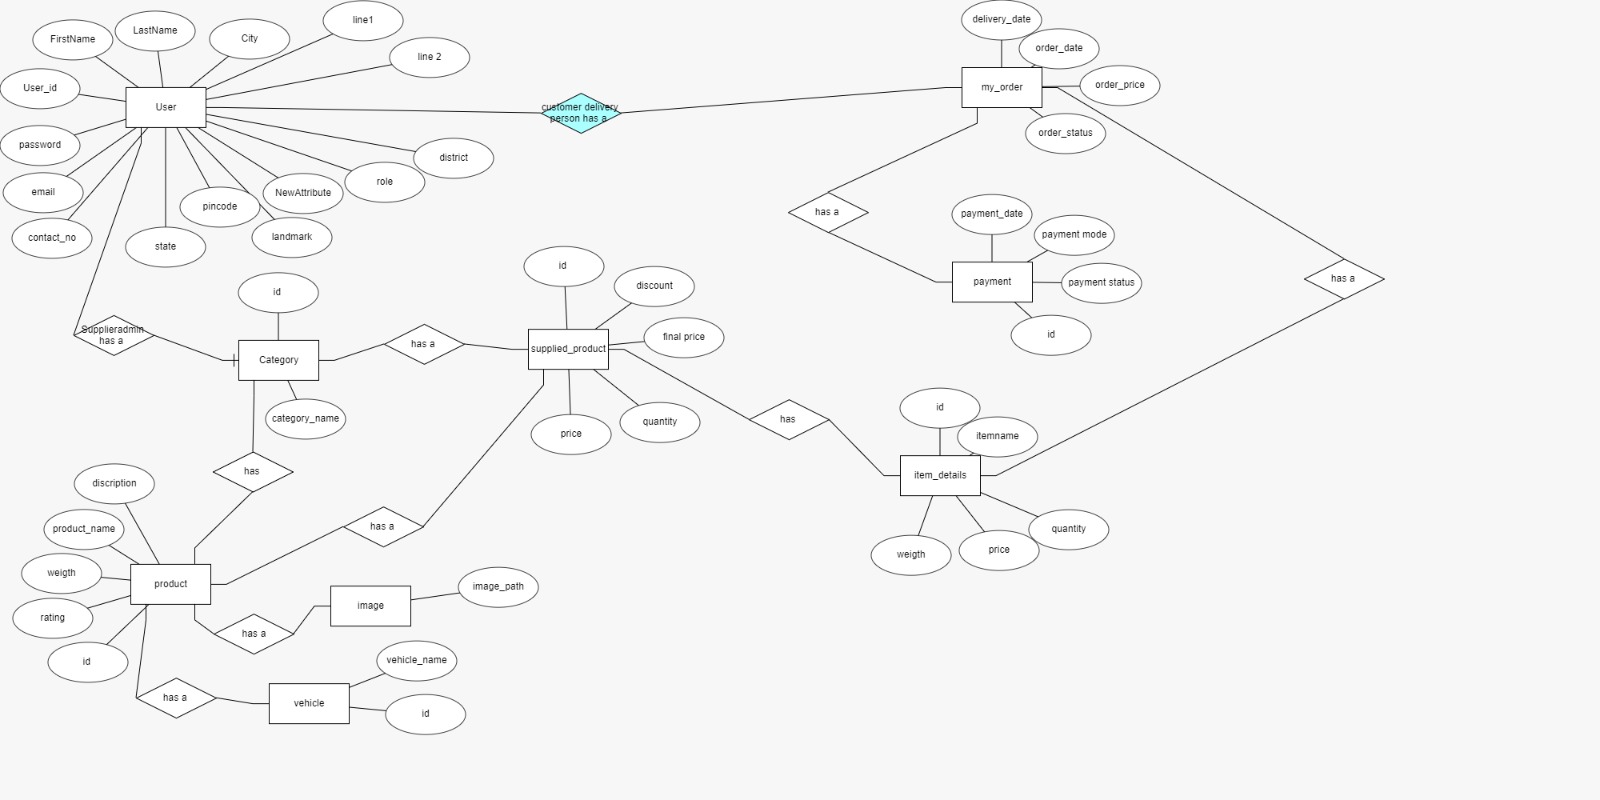 FirstName
LastName
City
line1
line 2
User_id
User
password
email
contact_no
state
pincode
landmark
NewAttribute
role
district
customer delivery
person has a
delivery_date
order_date
my_order
order_price
order_status
has a
payment_date
payment mode
payment
payment status
id
has a
Supplieradmin
has a
id
Category
category_name
has a
id
discount
final price
supplied_product
price
quantity
has
id
itemname
item_details
weigth
price
quantity
has
discription
product_name
weigth
product
rating
id
has a
has a
image
image_path
has a
vehicle
vehicle_name
id